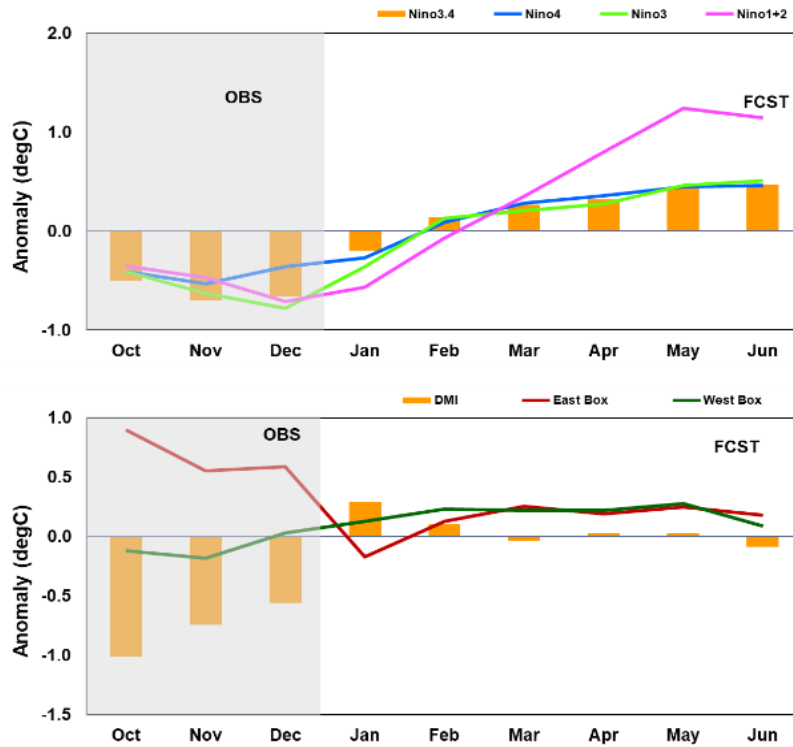 Nino3.4 Nino4 Nino3 Nino1+2
2.0
OBS
FCST
1.0
0.0
-1.0
Anomaly (degC)
Oct Nov Dec Jan Feb Mar Apr May Jun
DMI East Box West Box
1.0
OBS
FCST
0.5
0.0
-0.5
-1.0
-1.5
Anomaly (degC)
Oct Nov Dec Jan Feb Mar Apr May Jun